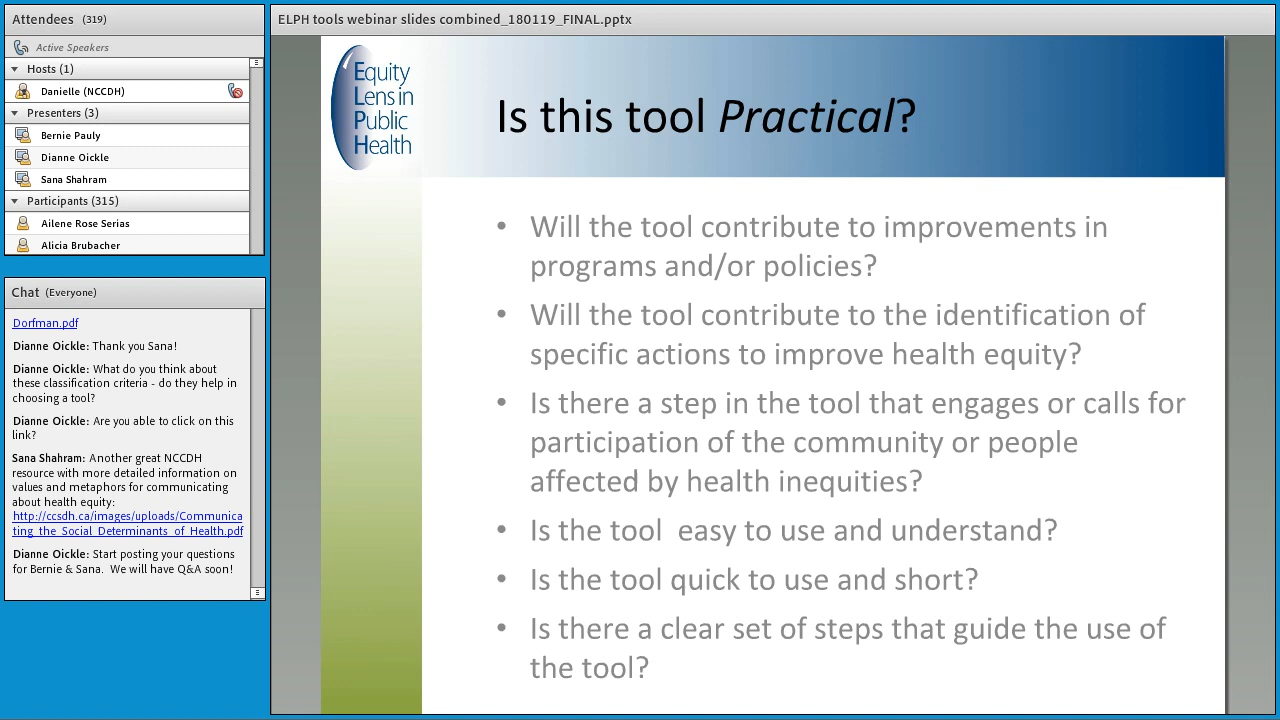 Attendees (319)
Active Speakers
Hosts (1)
Danielle (NCCDH)
Presenters (3)
Bernie Pauly
Dianne Oickle
Sana Shahram
Participants (315)
Ailene Rose Serias
Alicia Brubacher
Chat (Everyone)
Dorfman.pdf
Dianne Oickle: Thank you Sana!
Dianne Oickle: What do you think about
these classification criteria - do they help in
choosing a tool?
Dianne Oickle: Are you able to click on this
link?
Sana Shahram: Another great NCCDH
resource with more detailed information on
values and metaphors for communicating
about health equity:
http://ccsdh.ca/images/uploads/Communica
ting_the_Social_Determinants_of_Health.pdf
Dianne Oickle: Start posting your questions
for Bernie & Sana.  We will have Q&A soon!
ELPH tools webinar slides combined_180119_FINAL.pptx
Equity
Lens in
Public
Health
Is this tool Practical?
• Will the tool contribute to improvements in
programs and/or policies?
• Will the tool contribute to the identification of
specific actions to improve health equity?
• Is there a step in the tool that engages or calls for
participation of the community or people
affected by health inequities?
• Is the tool  easy to use and understand?
• Is the tool quick to use and short?
• Is there a clear set of steps that guide the use of
the tool?